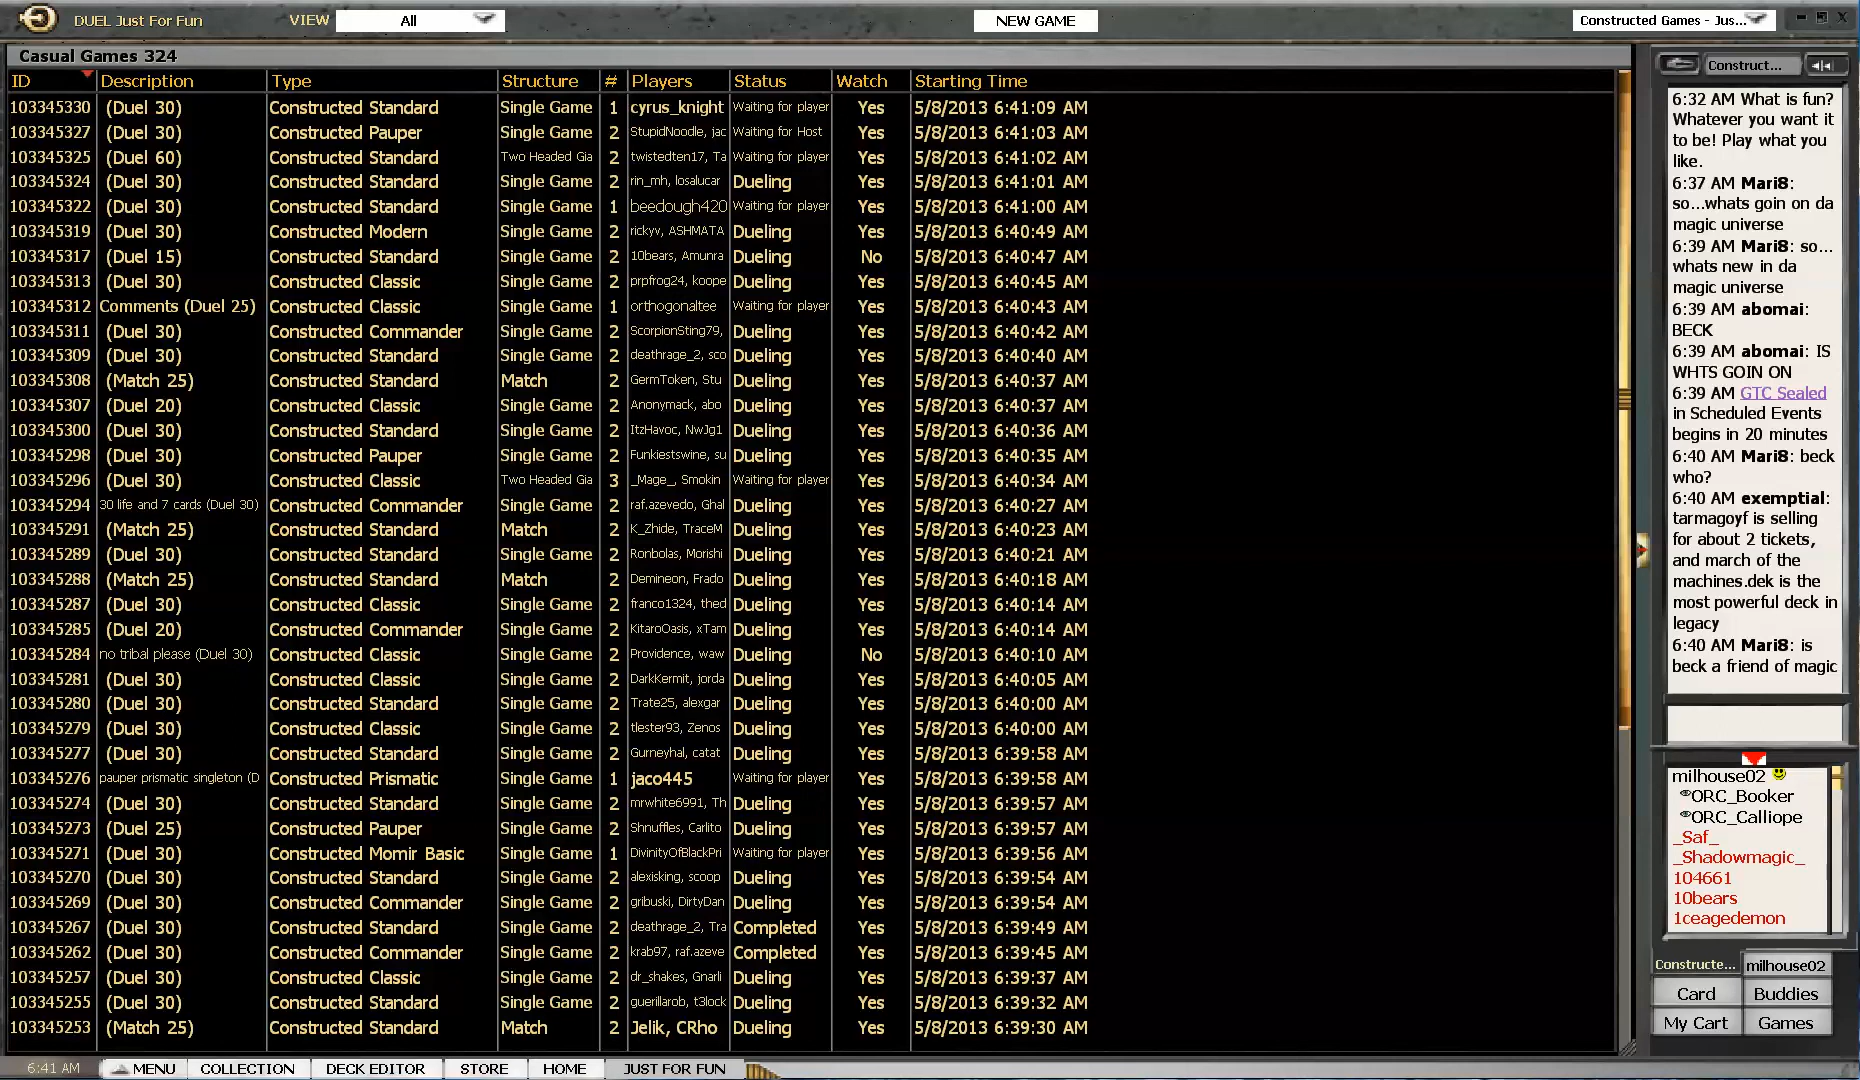 DUEL Just For Fun VIEW All NEW GAME Constructed Games - Jus...
Casual Games 324
ID Description Type Structure # Players Status Watch Starting Time
103345330 (Duel 30) Constructed Standard Single Game 1 cyrus_knight Waiting for player Yes 5/8/2013 6:41:09 AM
103345327 (Duel 30) Constructed Pauper Single Game 2 StupidNoodle, jac Waiting for Host Yes 5/8/2013 6:41:03 AM
103345325 (Duel 60) Constructed Standard Two Headed Gia 2 twistedten17, Ta Waiting for player Yes 5/8/2013 6:41:02 AM
103345324 (Duel 30) Constructed Standard Single Game 2 rin_mh, losalucar Dueling Yes 5/8/2013 6:41:01 AM
103345322 (Duel 30) Constructed Standard Single Game 1 beedough420 Waiting for player Yes 5/8/2013 6:41:00 AM
103345319 (Duel 30) Constructed Modern Single Game 2 rickyv, ASHMATA Dueling Yes 5/8/2013 6:40:49 AM
103345317 (Duel 15) Constructed Standard Single Game 2 10bears, Amunra Dueling No 5/8/2013 6:40:47 AM
103345313 (Duel 30) Constructed Classic Single Game 2 prpfrog24, koope Dueling Yes 5/8/2013 6:40:45 AM
103345312 Comments (Duel 25) Constructed Classic Single Game 1 orthogonaltee Waiting for player Yes 5/8/2013 6:40:43 AM
103345311 (Duel 30) Constructed Commander Single Game 2 ScorpionSting79, Dueling Yes 5/8/2013 6:40:42 AM
103345309 (Duel 30) Constructed Standard Single Game 2 deathrage_2, sco Dueling Yes 5/8/2013 6:40:40 AM
103345308 (Match 25) Constructed Standard Match 2 GermToken, Stu Dueling Yes 5/8/2013 6:40:37 AM
103345307 (Duel 20) Constructed Classic Single Game 2 Anonymack, abo Dueling Yes 5/8/2013 6:40:37 AM
103345300 (Duel 30) Constructed Standard Single Game 2 ItzHavoc, NwJg1 Dueling Yes 5/8/2013 6:40:36 AM
103345298 (Duel 30) Constructed Pauper Single Game 2 Funkiestswine, su Dueling Yes 5/8/2013 6:40:35 AM
103345296 (Duel 30) Constructed Classic Two Headed Gia 3 _Mage_, Smokin Waiting for player Yes 5/8/2013 6:40:34 AM
103345294 30 life and 7 cards (Duel 30) Constructed Commander Single Game 2 raf.azevedo, Ghal Dueling Yes 5/8/2013 6:40:27 AM
103345291 (Match 25) Constructed Standard Match 2 K_Zhide, TraceM Dueling Yes 5/8/2013 6:40:23 AM
103345289 (Duel 30) Constructed Standard Single Game 2 Ronbolas, Morishi Dueling Yes 5/8/2013 6:40:21 AM
103345288 (Match 25) Constructed Standard Match 2 Demineon, Frado Dueling Yes 5/8/2013 6:40:18 AM
103345287 (Duel 30) Constructed Classic Single Game 2 franco1324, thed Dueling Yes 5/8/2013 6:40:14 AM
103345285 (Duel 20) Constructed Commander Single Game 2 KitaroOasis, xTam Dueling Yes 5/8/2013 6:40:14 AM
103345284 no tribal please (Duel 30) Constructed Classic Single Game 2 Providence, waw Dueling No 5/8/2013 6:40:10 AM
103345281 (Duel 30) Constructed Classic Single Game 2 DarkKermit, jorda Dueling Yes 5/8/2013 6:40:05 AM
103345280 (Duel 30) Constructed Standard Single Game 2 Trate25, alexgar Dueling Yes 5/8/2013 6:40:00 AM
103345279 (Duel 30) Constructed Classic Single Game 2 tlester93, Zenos Dueling Yes 5/8/2013 6:40:00 AM
103345277 (Duel 30) Constructed Standard Single Game 2 Gurneyhal, catat Dueling Yes 5/8/2013 6:39:58 AM
103345276 pauper prismatic singleton (D Constructed Prismatic Single Game 1 jaco445 Waiting for player Yes 5/8/2013 6:39:58 AM
103345274 (Duel 30) Constructed Standard Single Game 2 mrwhite6991, Th Dueling Yes 5/8/2013 6:39:57 AM
103345273 (Duel 25) Constructed Pauper Single Game 2 Shnuffles, Carlito Dueling Yes 5/8/2013 6:39:57 AM
103345271 (Duel 30) Constructed Momir Basic Single Game 1 DivinityOfBlackPri Waiting for player Yes 5/8/2013 6:39:56 AM
103345270 (Duel 30) Constructed Standard Single Game 2 alexisking, scoop Dueling Yes 5/8/2013 6:39:54 AM
103345269 (Duel 30) Constructed Commander Single Game 2 gribuski, DirtyDan Dueling Yes 5/8/2013 6:39:54 AM
103345267 (Duel 30) Constructed Standard Single Game 2 deathrage_2, Tra Completed Yes 5/8/2013 6:39:49 AM
103345262 (Duel 30) Constructed Commander Single Game 2 krab97, raf.azeve Completed Yes 5/8/2013 6:39:45 AM
103345257 (Duel 30) Constructed Classic Single Game 2 dr_shakes, Gnarli Dueling Yes 5/8/2013 6:39:37 AM
103345255 (Duel 30) Constructed Standard Single Game 2 guerillarob, t3lock Dueling Yes 5/8/2013 6:39:32 AM
103345253 (Match 25) Constructed Standard Match 2 Jelik, CRho Dueling Yes 5/8/2013 6:39:30 AM
Construct...
6:32 AM What is fun?
Whatever you want it
to be! Play what you
like.
6:37 AM Mari8:
so...whats goin on da
magic universe
6:39 AM Mari8: so...
whats new in da
magic universe
6:39 AM abomai:
BECK
6:39 AM abomai: IS
WHTS GOIN ON
6:39 AM GTC Sealed
in Scheduled Events
begins in 20 minutes
6:40 AM Mari8: beck
who?
6:40 AM exemptial:
tarmagoyf is selling
for about 2 tickets,
and march of the
machines.dek is the
most powerful deck in
legacy
6:40 AM Mari8: is
beck a friend of magic
milhouse02
ORC_Booker
ORC_Calliope
_Saf_
_Shadowmagic_
104661
10bears
1ceagedemon
Constructe... milhouse02
Card Buddies
My Cart Games
6:41 AM MENU COLLECTION DECK EDITOR STORE HOME JUST FOR FUN